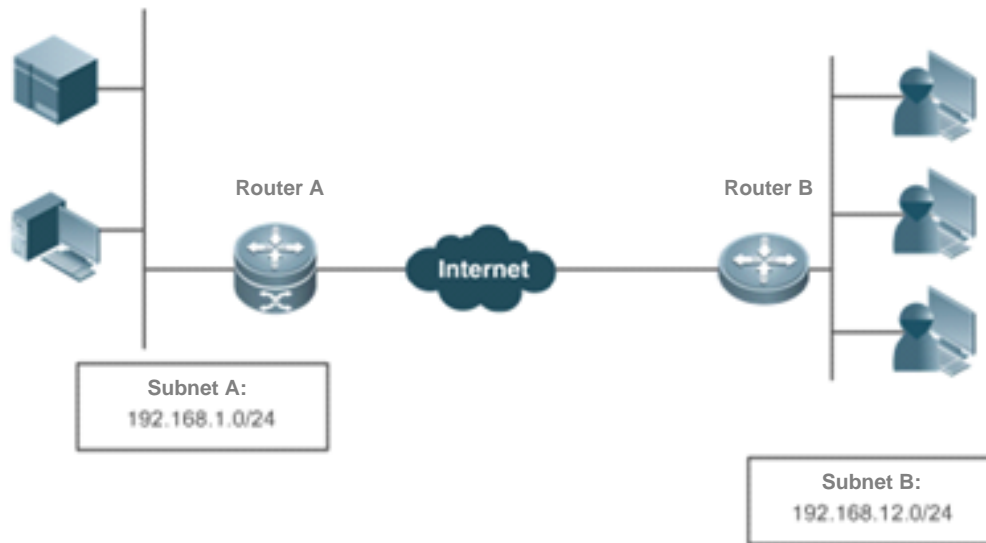 Router A
Router B
Internet
Subnet A:
192.168.1.0/24
Subnet B:
192.168.12.0/24